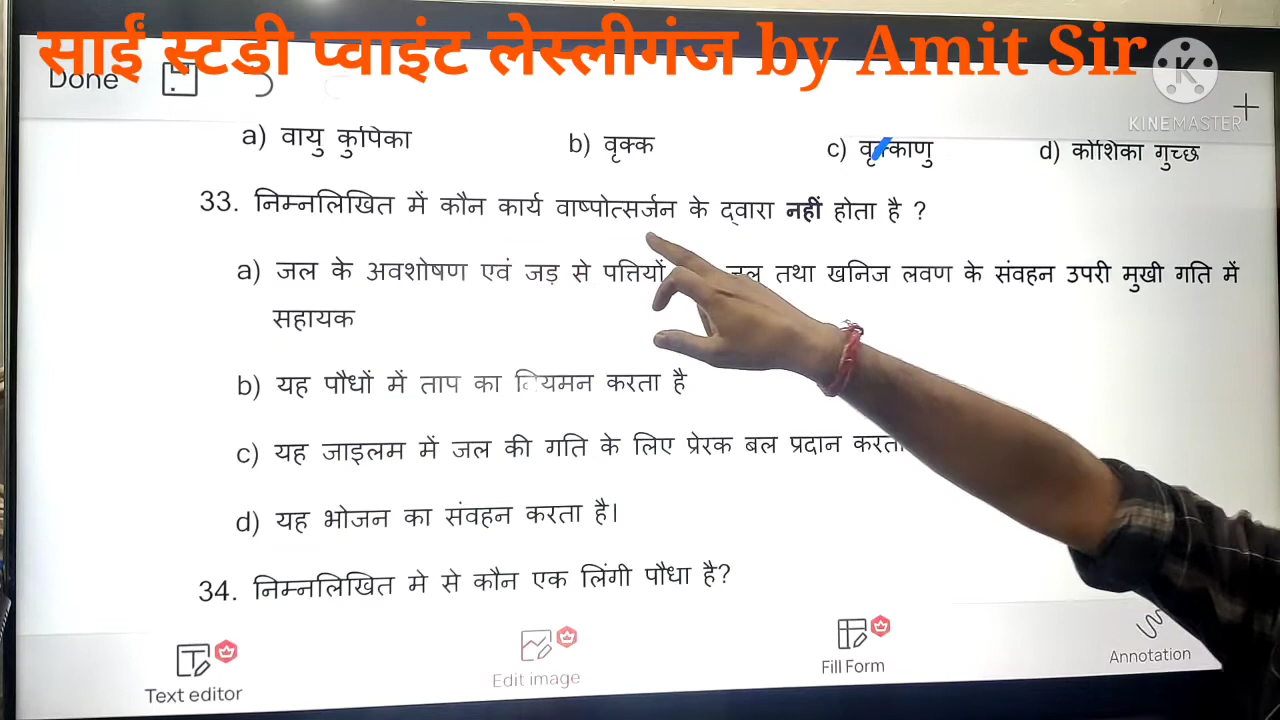 साईं स्टडी प्वाइंट लेस्लीगंज by Amit Sir
Done
KINEMASTER
a) वायु कुपिका b) वृक्क c) वृक्काणु d) कोशिका गुच्छ
33. निम्नलिखित में कौन कार्य वाष्पोत्सर्जन के द्वारा नहीं होता है ?
a) जल के अवशोषण एवं जड़ से पत्तियों जल तथा खनिज लवण के संवहन उपरी मुखी गति में
सहायक
b) यह पौधों में ताप का नियमन करता है
c) यह जाइलम में जल की गति के लिए प्रेरक बल प्रदान करता
d) यह भोजन का संवहन करता है।
34. निम्नलिखित मे से कौन एक लिंगी पौधा है?
Text editor
Edit image
Fill Form
Annotation